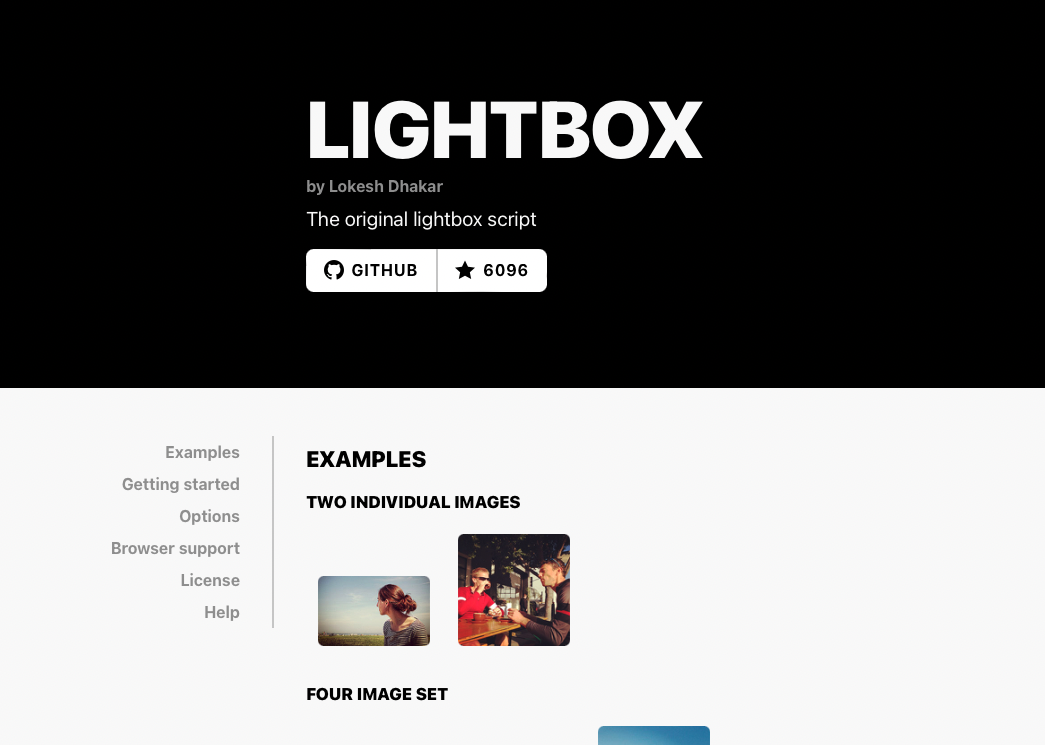 LIGHTBOX
by Lokesh Dhakar
The original lightbox script
GITHUB 6096
Examples
Getting started
Options
Browser support
License
Help
EXAMPLES
TWO INDIVIDUAL IMAGES
FOUR IMAGE SET